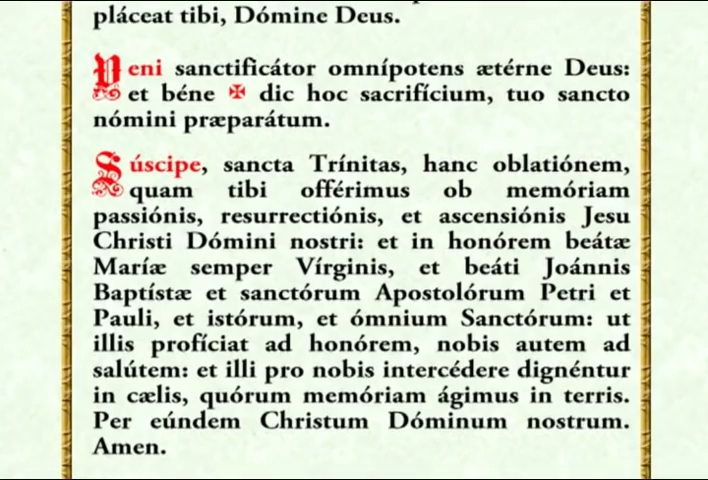 pláceat tibi, Dómine Deus.
Veni sanctificátor omnípotens ætérne Deus:
et béne ✠ dic hoc sacrifícium, tuo sancto
nómini præparátum.
Súscipe, sancta Trínitas, hanc oblatiónem,
quam tibi offérimus ob memóriam
passiónis, resurrectiónis, et ascensiónis Jesu
Christi Dómini nostri: et in honórem beátæ
Maríæ semper Vírginis, et beáti Joánnis
Baptístæ et sanctórum Apostolórum Petri et
Pauli, et istórum, et ómnium Sanctórum: ut
illis profíciat ad honórem, nobis autem ad
salútem: et illi pro nobis intercédere dignéntur
in cælis, quórum memóriam ágimus in terris.
Per eúndem Christum Dóminum nostrum.
Amen.